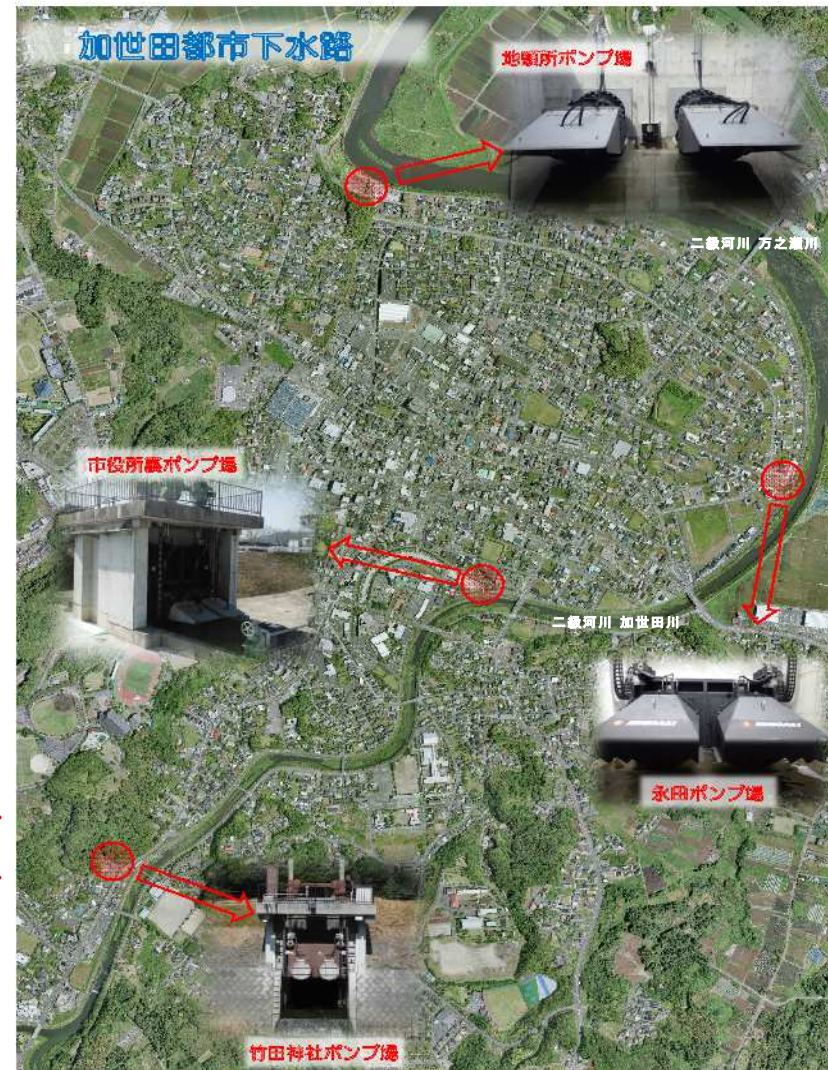 加世田都市下水路
地頭所ポンプ場
二級河川 万之瀬川
市役所裏ポンプ場
二級河川 加世田川
永田ポンプ場
竹田神社ポンプ場